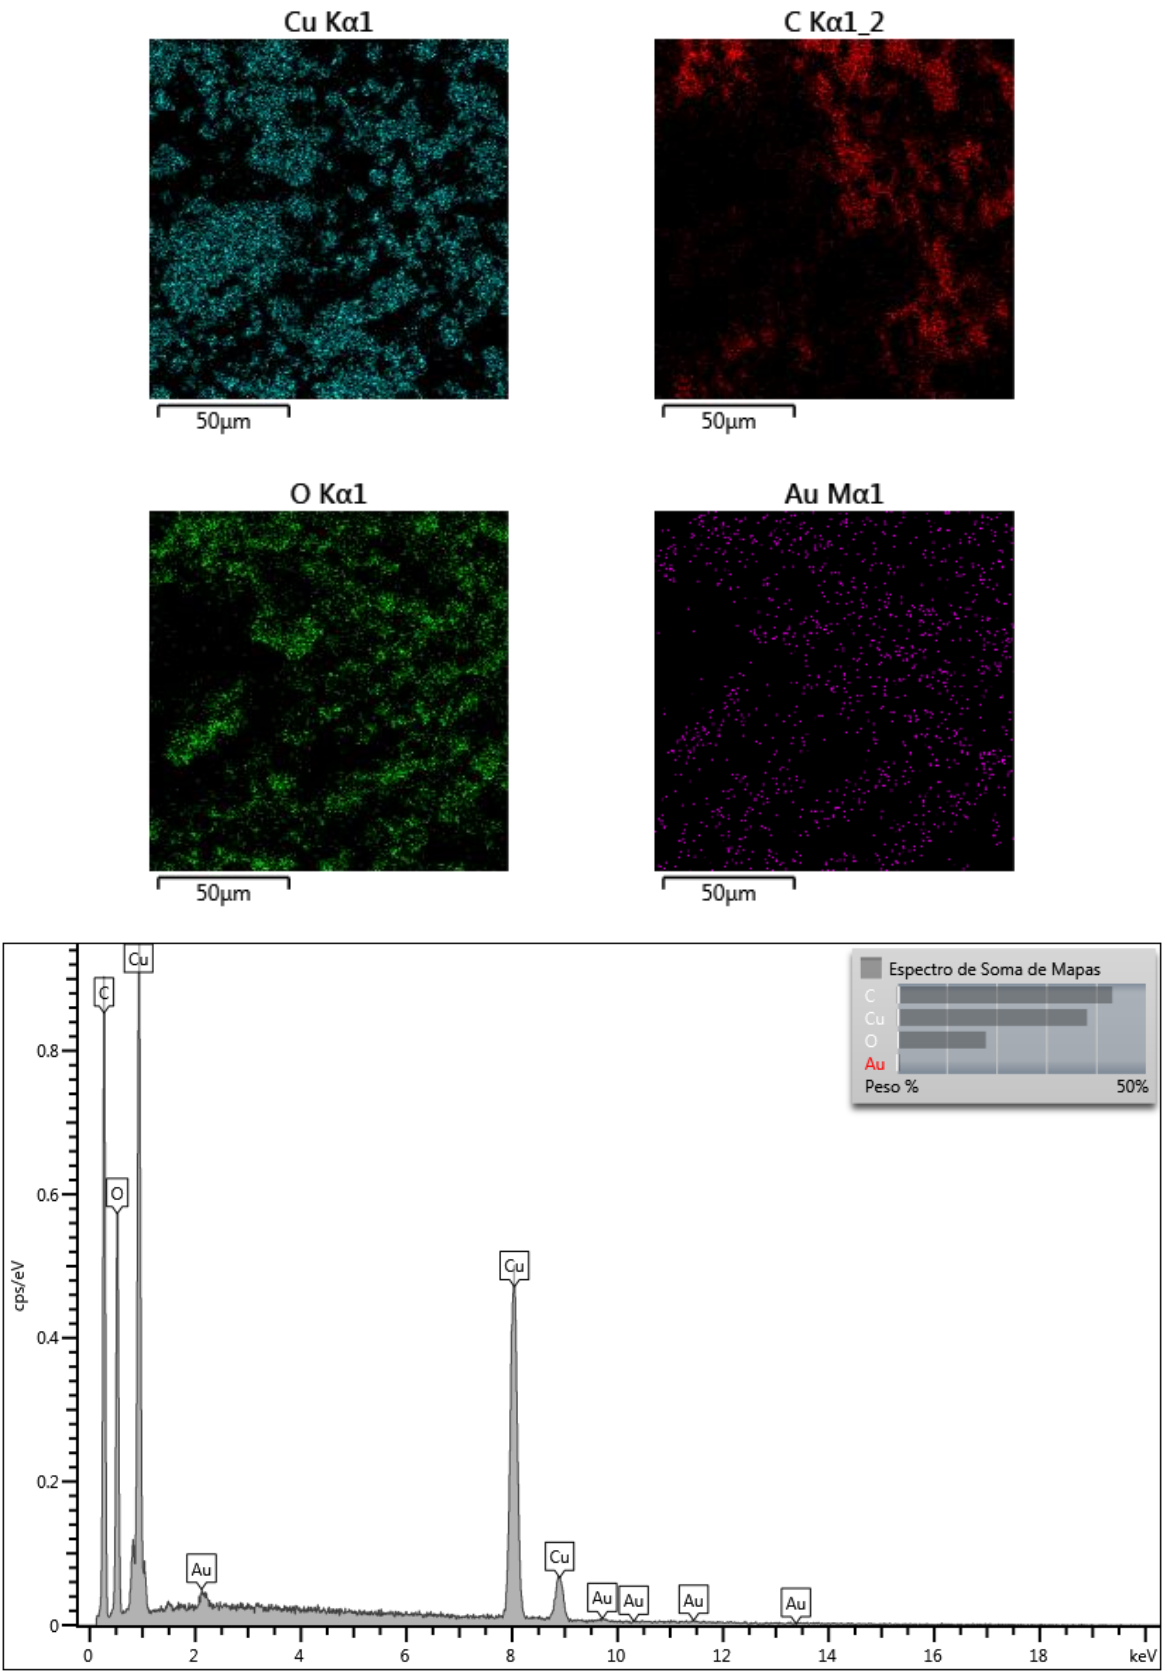 Cu Kα1
C Kα1_2
50μm
50μm
O Kα1
Au Mα1
50μm
50μm
Cu
C
O
Au
Cu
Cu
Au
Au
Au
Au
Espectro de Soma de Mapas
C
Cu
O
Au
Peso %
50%
cps/eV
0.8
0.6
0.4
0.2
0
0
2
4
6
8
10
12
14
16
18
keV